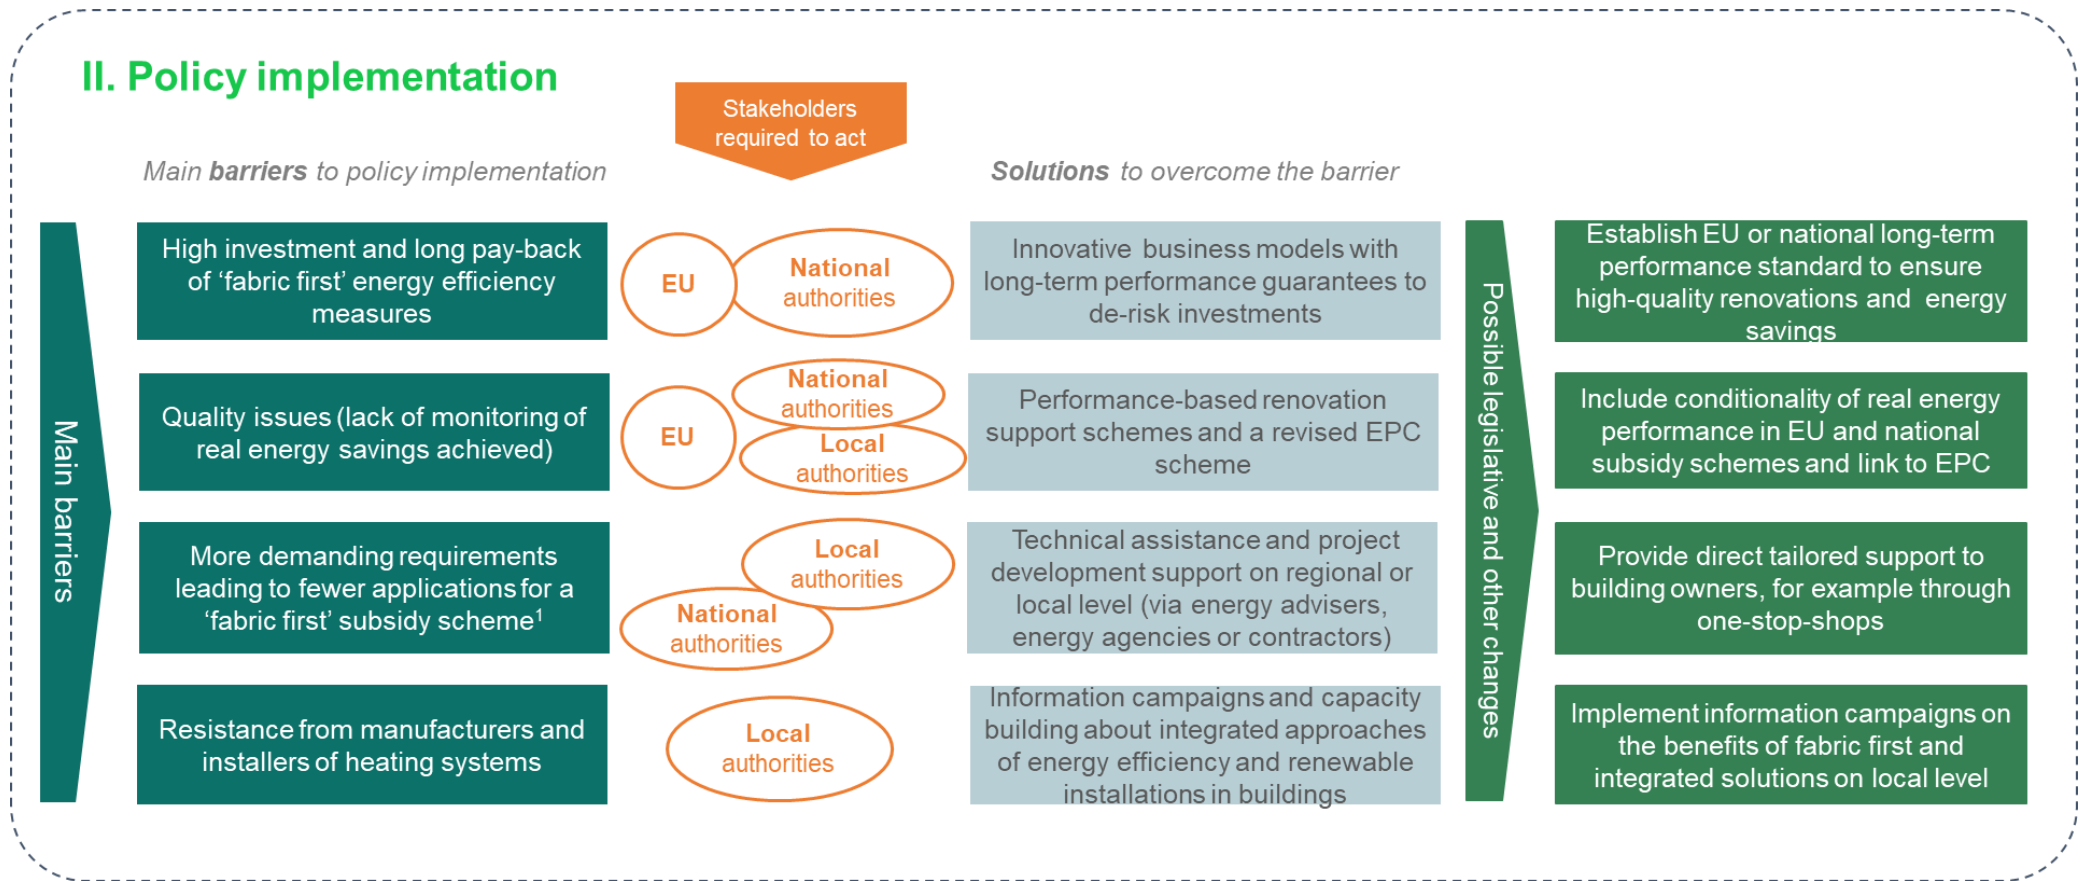 II. Policy implementation
Stakeholders
required to act
Main barriers to policy implementation
Solutions to overcome the barrier
Main barriers
High investment and long pay-back
of ‘fabric first’ energy efficiency
measures
EU
National
authorities
Innovative business models with
long-term performance guarantees to
de-risk investments
Possible legislative and other changes
Establish EU or national long-term
performance standard to ensure
high-quality renovations and energy
savings
Quality issues (lack of monitoring of
real energy savings achieved)
EU
National
authorities
Local
authorities
Performance-based renovation
support schemes and a revised EPC
scheme
Include conditionality of real energy
performance in EU and national
subsidy schemes and link to EPC
More demanding requirements
leading to fewer applications for a
‘fabric first’ subsidy scheme¹
Local
authorities
National
authorities
Technical assistance and project
development support on regional or
local level (via energy advisers,
energy agencies or contractors)
Provide direct tailored support to
building owners, for example through
one-stop-shops
Resistance from manufacturers and
installers of heating systems
Local
authorities
Information campaigns and capacity
building about integrated approaches
of energy efficiency and renewable
installations in buildings
Implement information campaigns on
the benefits of fabric first and
integrated solutions on local level